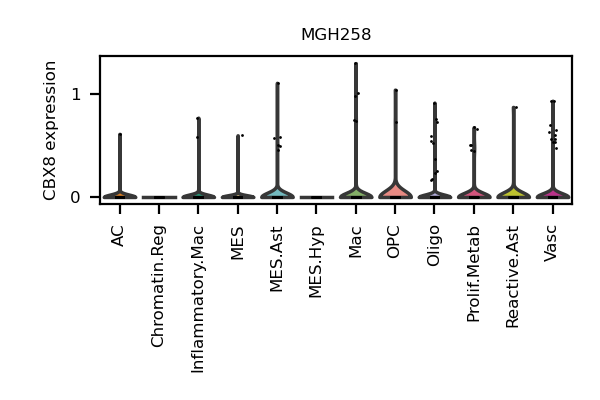 MGH258
CBX8 expression
1
0
AC
Chromatin.Reg
Inflammatory.Mac
MES
MES.Ast
MES.Hyp
Mac
OPC
Oligo
Prolif.Metab
Reactive.Ast
Vasc